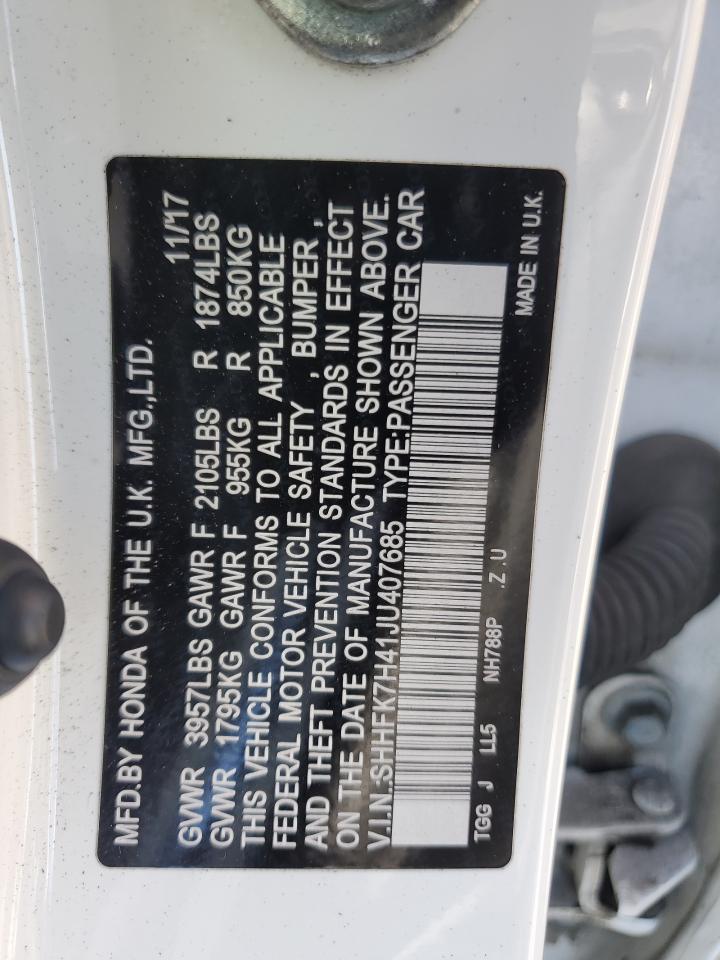 MFD.BY HONDA OF THE U.K. MFG.,LTD. 11/17
GVWR 3957LBS GAWR F 2105LBS R 1874LBS
GVWR 1795KG GAWR F 955KG R 850KG
THIS VEHICLE CONFORMS TO ALL APPLICABLE
FEDERAL MOTOR VEHICLE SAFETY , BUMPER ,
AND THEFT PREVENTION STANDARDS IN EFFECT
ON THE DATE OF MANUFACTURE SHOWN ABOVE.
V.I.N.:SHHFK7H41JU407685 TYPE:PASSENGER CAR
TGG J LL5 NH788P .Z .U MADE IN U.K.